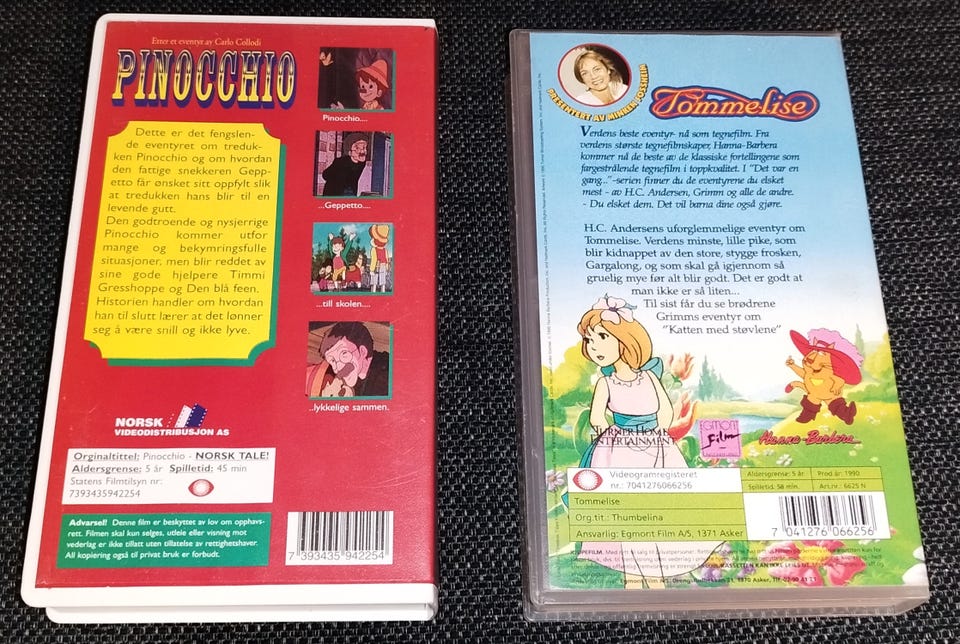 Etter et eventyr av Carlo Collodi
PINOCCHIO
Dette er det fengslen-
de eventyret om treduk-
ken Pinocchio og om hvordan
den fattige snekkeren Gepp-
etto får ønsket sitt oppfylt slik
at tredukken hans blir til en
levende gutt.
Den godtroende og nysjerrige
Pinocchio kommer utfor
mange og bekymringsfulle
situasjoner, men blir reddet av
sine gode hjelpere Timmi
Gresshoppe og Den blå feen.
Historien handler om hvordan
han til slutt lærer at det lønner
seg å være snill og ikke lyve.
Pinocchio....
..Geppetto....
..till skolen....
..lykkelige sammen.
NORSK
VIDEODISTRIBUSJON AS
Orginaltittel: Pinocchio - NORSK TALE!
Aldersgrense: 5 år Spilletid: 45 min
Statens Filmtilsyn nr:
7393435942254
Advarsel! Denne film er beskyttet av lov om opphavs-
rett. Filmen skal kun selges, utleie eller visning mot
vederlag er ikke tillatt uten tillatelse av rettighetshaver.
All kopiering også til privat bruk er forbudt.
7 393435 942254
PRESENTERT AV MINKEN FOSSHEIM
Tommelise
Verdens beste eventyr- nå som tegnefilm. Fra
verdens største tegnefilmskaper, Hanna-Barbera
kommer nå de beste av de klassiske fortellingene som
fargestrålende tegnefilm i toppkvalitet. I "Det var en
gang..."-serien finner du de eventyrene du elsket
mest - av H.C. Andersen, Grimm og alle de andre.
- Du elsket dem. Det vil barna dine også gjøre.
H.C. Andersens uforglemmelige eventyr om
Tommelise. Verdens minste, lille pike, som
blir kidnappet av den store, stygge frosken,
Gargalong, og som skal gå igjennom så
gruelig mye før alt blir godt. Det er godt at
man ikke er så liten...
Til sist får du se brødrene
Grimms eventyr om
"Katten med støvlene"
TURNER HOME
ENTERTAINMENT
EGMONT
Film
Hanna-Barbera
Videogramregisteret
nr.: 7041276066256
Aldersgrense: 5 år. Prod år: 1990
Spilletid: 58 min. Art.nr.: 6625 N
Tommelise
Org.tit.: Thumbelina
Ansvarlig: Egmont Film A/S, 1371 Asker
7 041276 066256